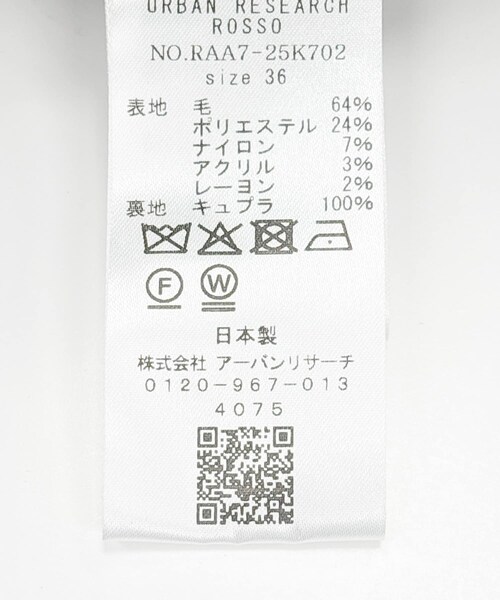 URBAN RESEARCH
ROSSO
NO.RAA7-25K702
size 36
表地 毛 64%
ポリエステル 24%
ナイロン 7%
アクリル 3%
レーヨン 2%
裏地 キュプラ 100%
F W
日本製
株式会社 アーバンリサーチ
0120-967-013
4075